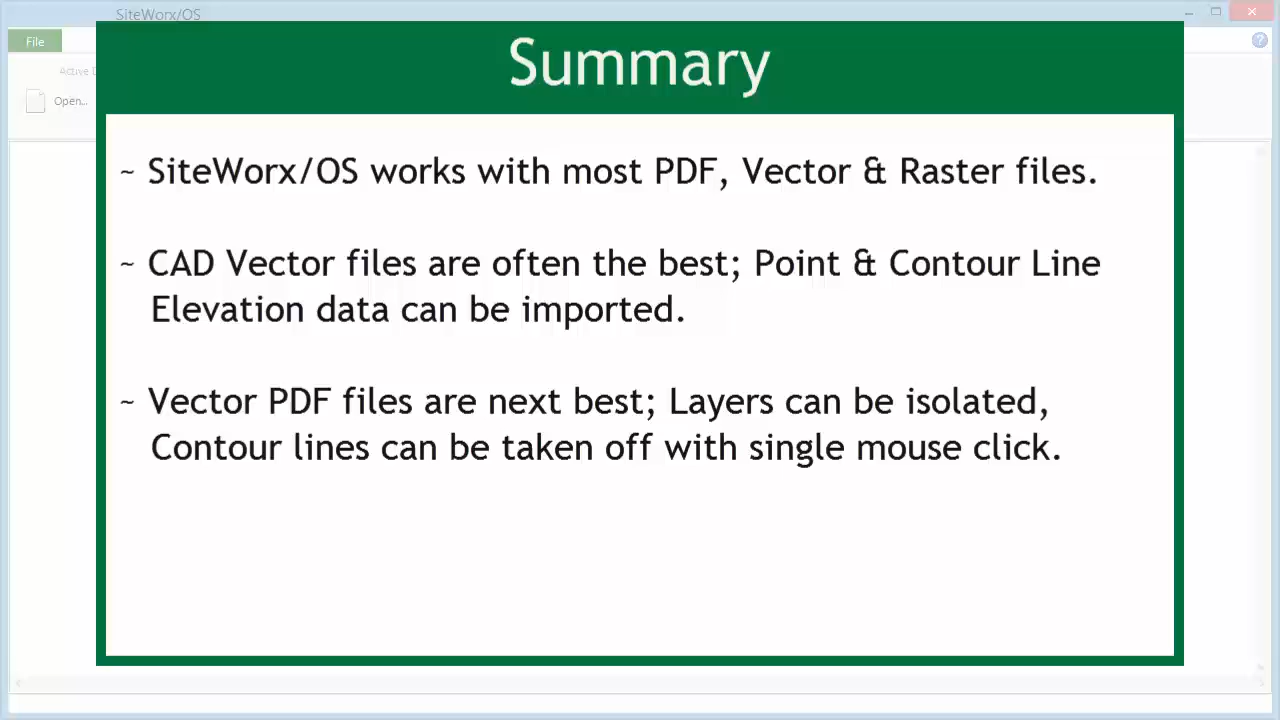 SiteWorx/OS
File
Summary
Active D
Open...
~ SiteWorx/OS works with most PDF, Vector & Raster files.
~ CAD Vector files are often the best; Point & Contour Line
Elevation data can be imported.
~ Vector PDF files are next best; Layers can be isolated,
Contour lines can be taken off with single mouse click.